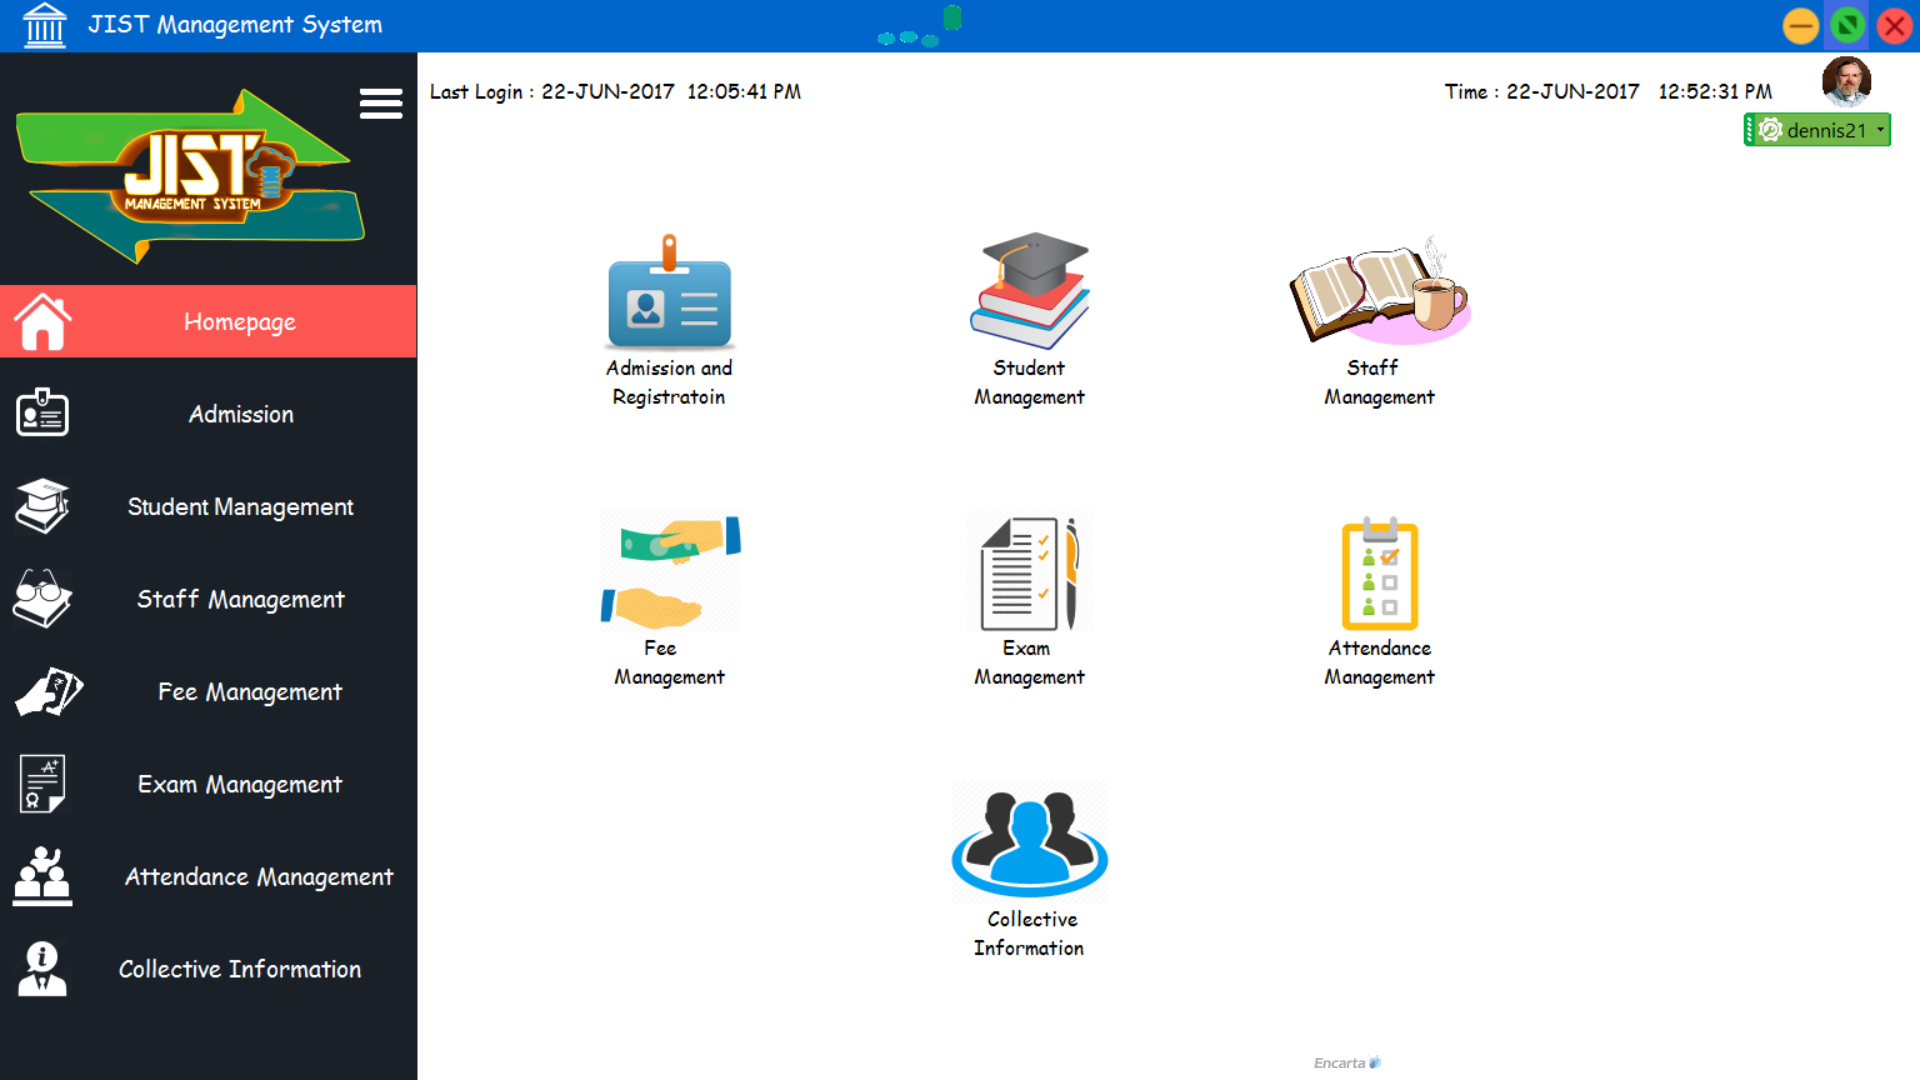 JIST Management System
Last Login : 22-JUN-2017 12:05:41 PM
Time : 22-JUN-2017 12:52:31 PM
dennis21
JIST
MANAGEMENT SYSTEM
Homepage
Admission
Student Management
Staff Management
Fee Management
A+
Exam Management
Attendance Management
i
Collective Information
Admission and
Registratoin
Student
Management
Staff
Management
Fee
Management
Exam
Management
Attendance
Management
Collective
Information
Encarta